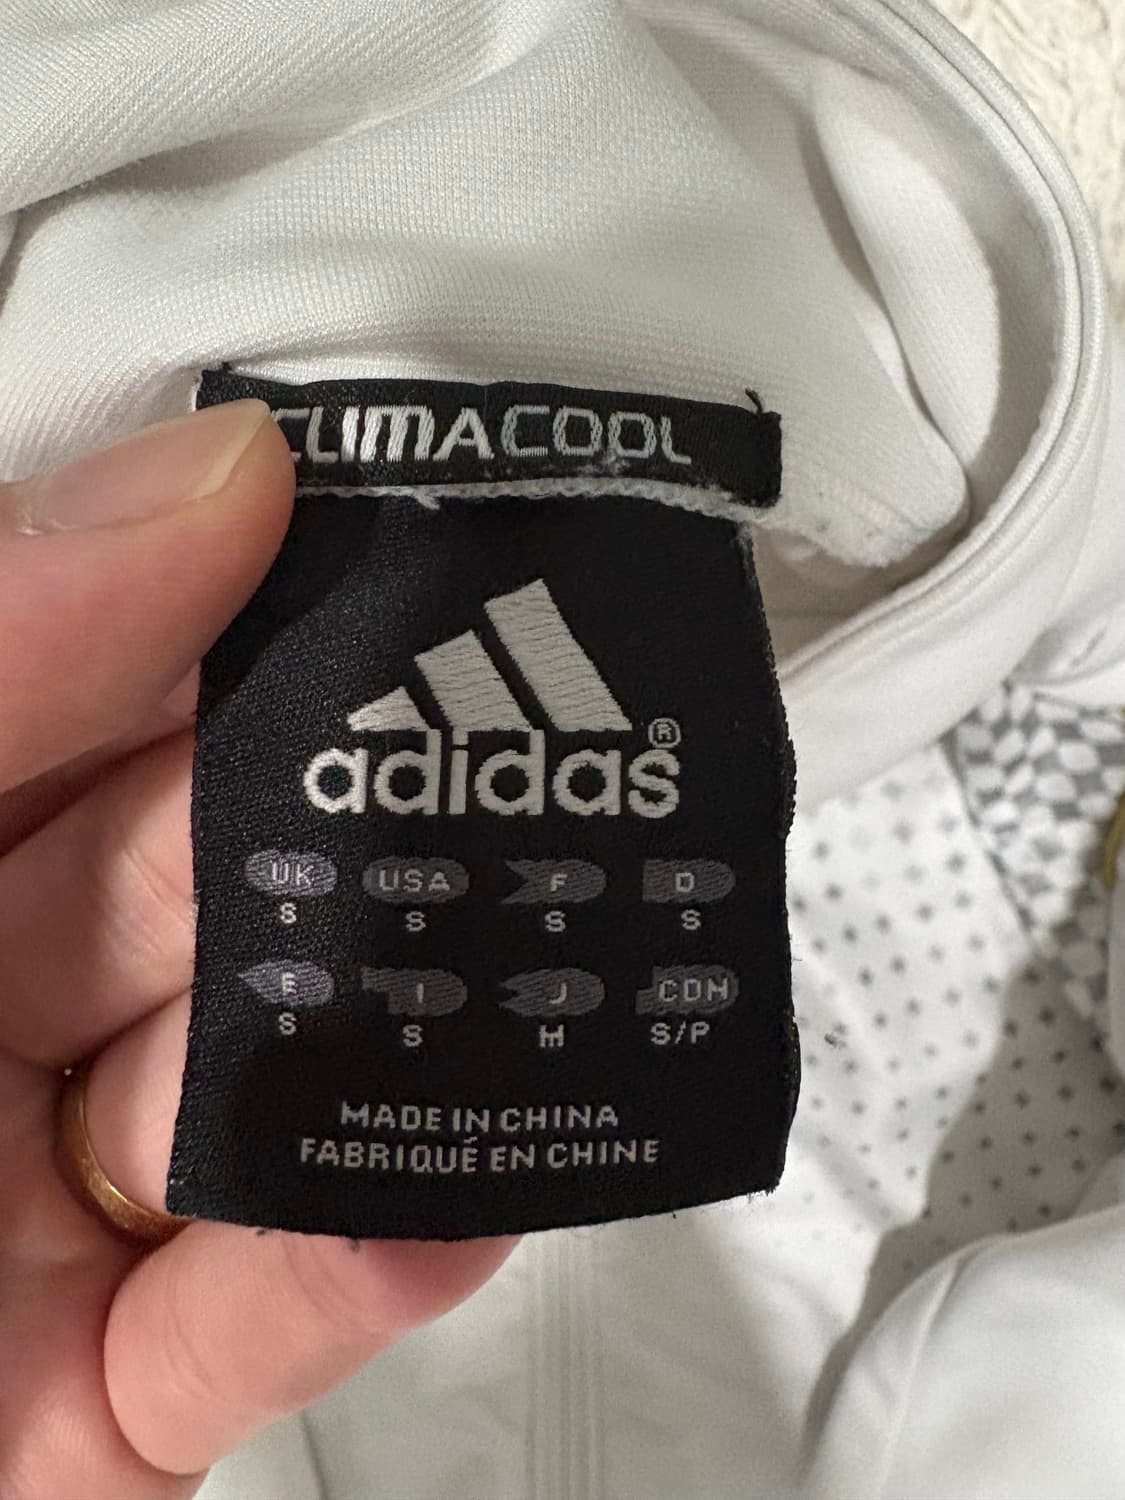 CLIMACOOL
adidas®
UK USA F D
S S S S
E I J CDN
S S M S/P
MADE IN CHINA
FABRIQUÉ EN CHINE